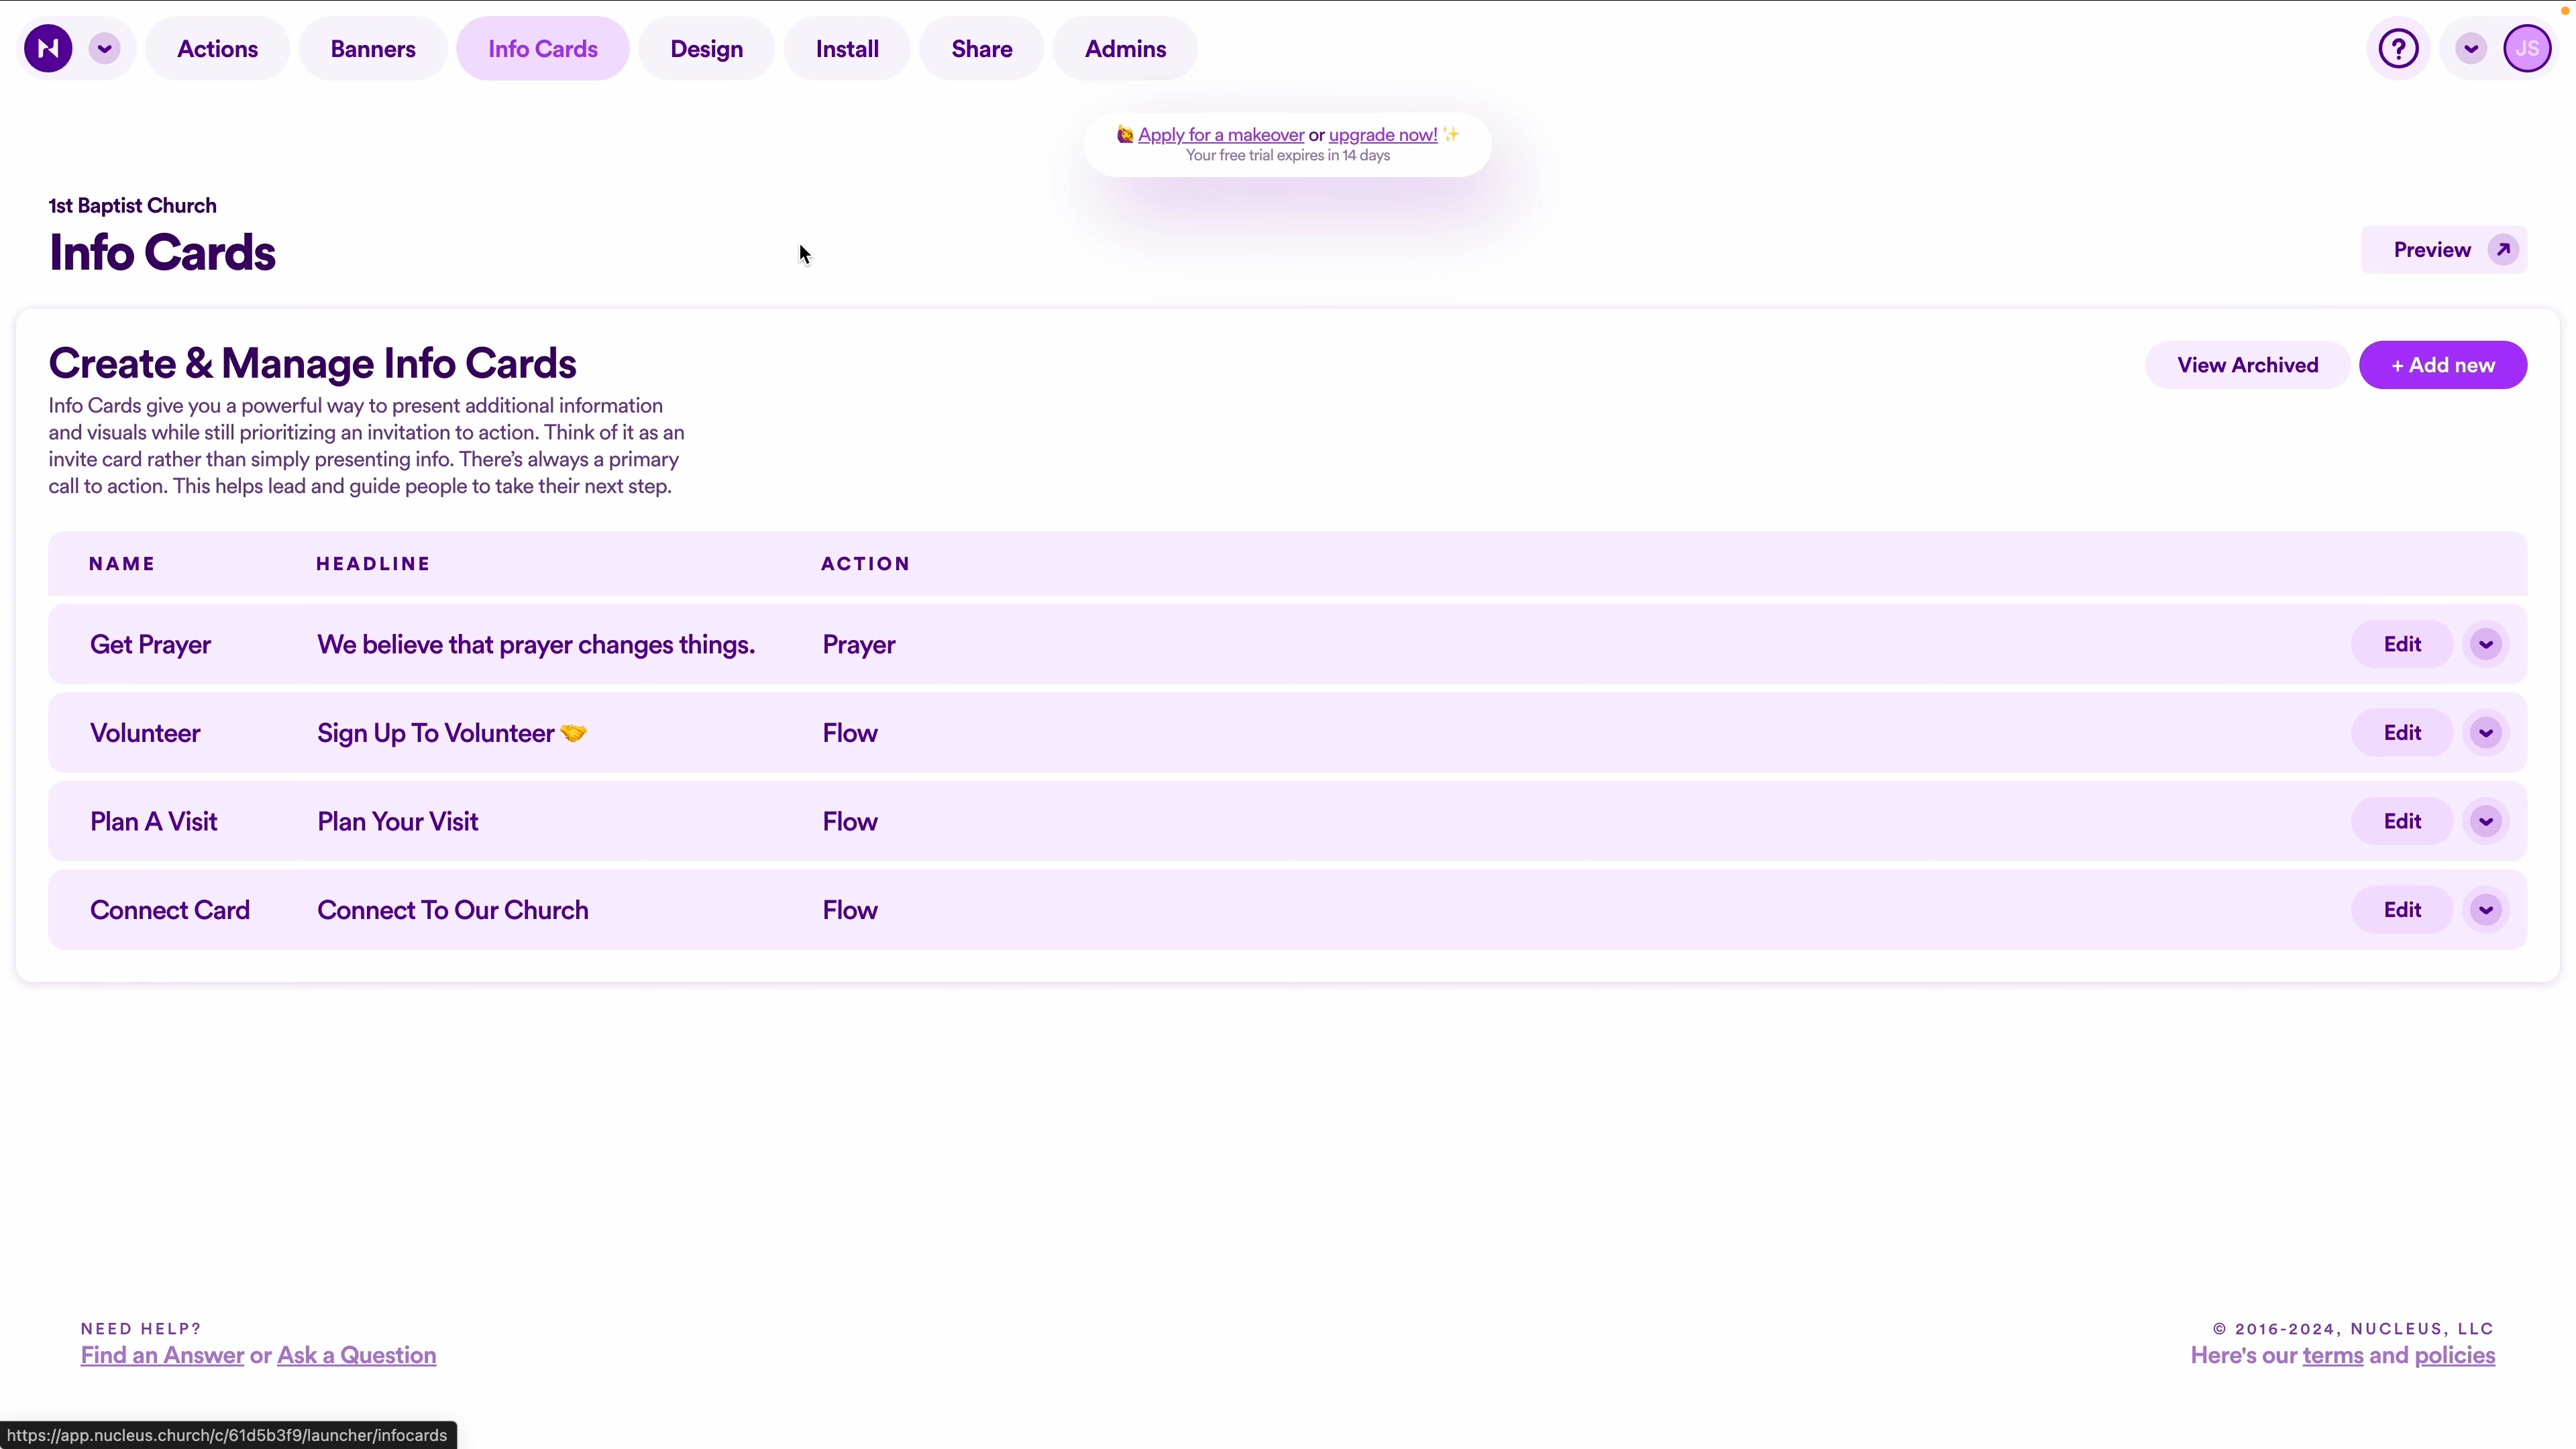 N
Actions
Banners
Info Cards
Design
Install
Share
Admins
?
JS
🙋 Apply for a makeover or upgrade now! ✨
Your free trial expires in 14 days
1st Baptist Church
Info Cards
Preview
Create & Manage Info Cards
View Archived
+ Add new
Info Cards give you a powerful way to present additional information
and visuals while still prioritizing an invitation to action. Think of it as an
invite card rather than simply presenting info. There’s always a primary
call to action. This helps lead and guide people to take their next step.
NAME HEADLINE ACTION
Get Prayer We believe that prayer changes things. Prayer Edit
Volunteer Sign Up To Volunteer 🤝 Flow Edit
Plan A Visit Plan Your Visit Flow Edit
Connect Card Connect To Our Church Flow Edit
NEED HELP?
Find an Answer or Ask a Question
© 2016-2024, NUCLEUS, LLC
Here's our terms and policies
https://app.nucleus.church/c/61d5b3f9/launcher/infocards